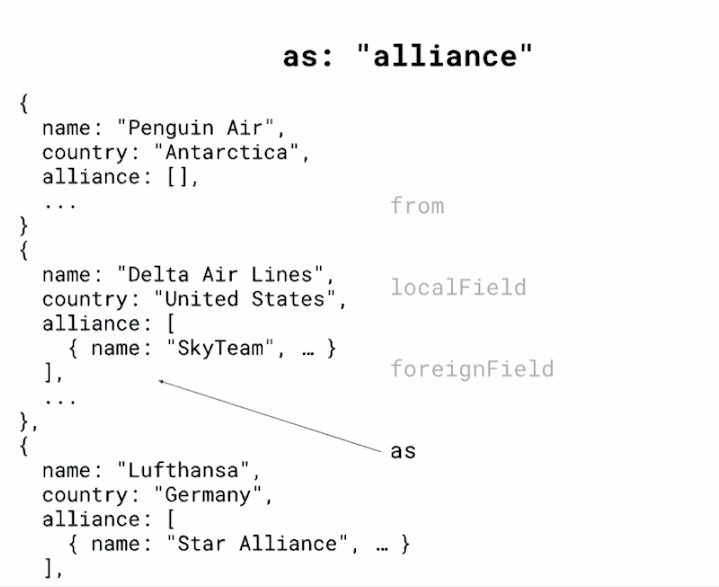 as: "alliance"
{
name: "Penguin Air",
country: "Antarctica",
alliance: [],
...
}
{
name: "Delta Air Lines",
country: "United States",
alliance: [
{ name: "SkyTeam", … }
],
...
},
{
name: "Lufthansa",
country: "Germany",
alliance: [
{ name: "Star Alliance", … }
],
from
localField
foreignField
as